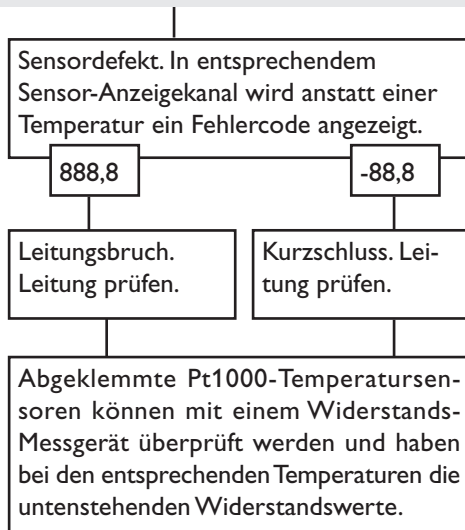 Sensordefekt. In entsprechendem
Sensor-Anzeigekanal wird anstatt einer
Temperatur ein Fehlercode angezeigt.
888,8
-88,8
Leitungsbruch.
Leitung prüfen.
Kurzschluss. Lei-
tung prüfen.
Abgeklemmte Pt1000-Temperatursen-
soren können mit einem Widerstands-
Messgerät überprüft werden und haben
bei den entsprechenden Temperaturen die
untenstehenden Widerstandswerte.